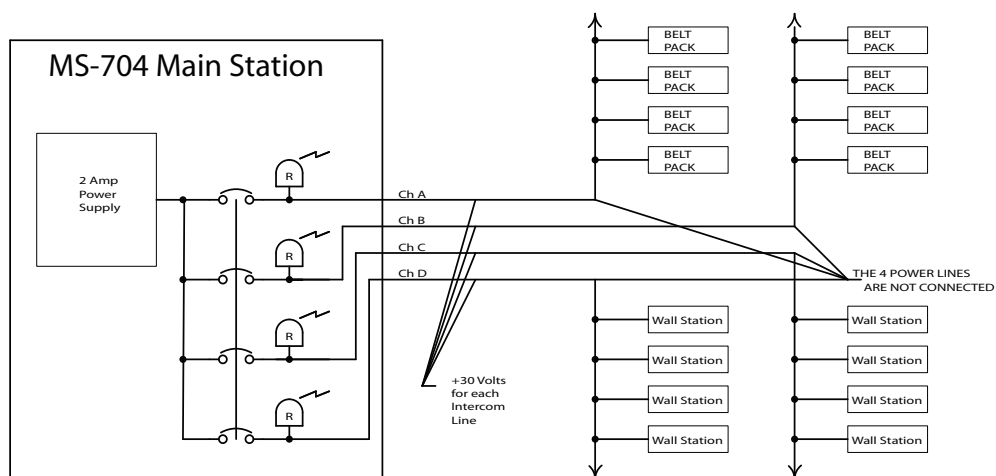 MS-704 Main Station
2 Amp
Power
Supply
R
R
R
R
Ch A
Ch B
Ch C
Ch D
+30 Volts
for each
Intercom
Line
BELT
PACK
BELT
PACK
BELT
PACK
BELT
PACK
BELT
PACK
BELT
PACK
BELT
PACK
BELT
PACK
THE 4 POWER LINES
ARE NOT CONNECTED
Wall Station
Wall Station
Wall Station
Wall Station
Wall Station
Wall Station
Wall Station
Wall Station